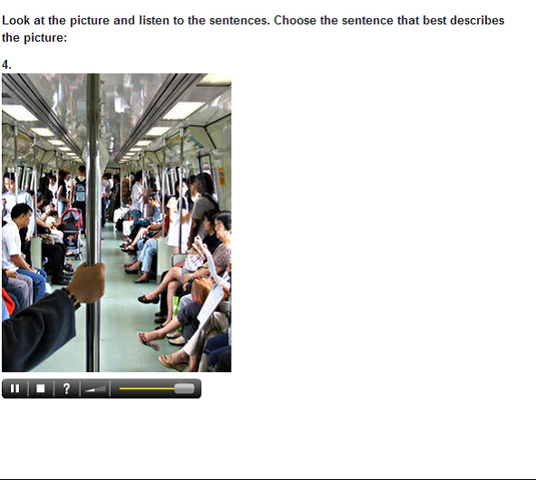 Look at the picture and listen to the sentences. Choose the sentence that best describes
the picture:
4.
?